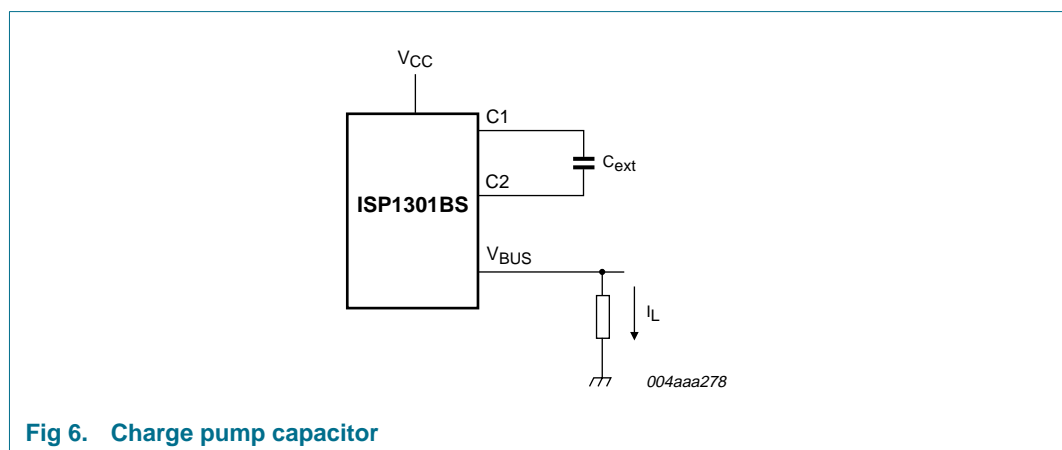 VCC
C1
Cext
C2
ISP1301BS
VBUS
IL
004aaa278
Fig 6. Charge pump capacitor